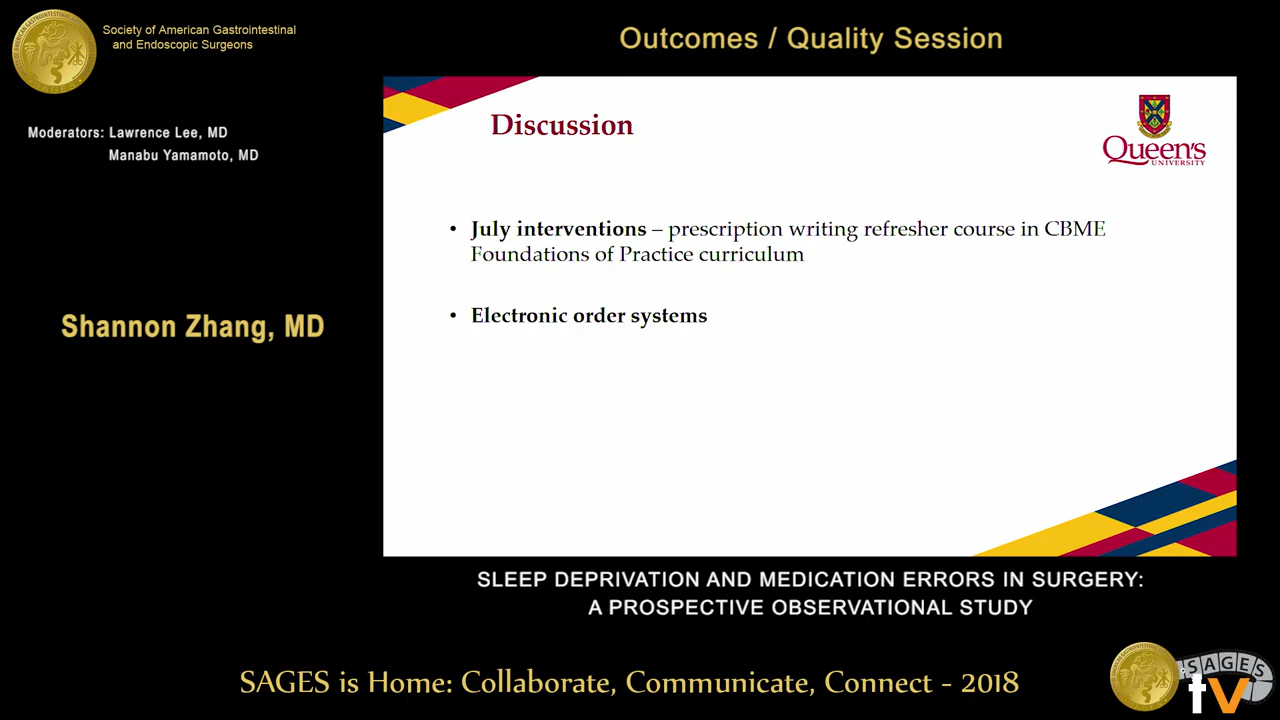 Society of American Gastrointestinal
and Endoscopic Surgeons
Outcomes / Quality Session
Moderators: Lawrence Lee, MD
Manabu Yamamoto, MD
Shannon Zhang, MD
Discussion
Queen's
UNIVERSITY
• July interventions – prescription writing refresher course in CBME
Foundations of Practice curriculum
• Electronic order systems
SLEEP DEPRIVATION AND MEDICATION ERRORS IN SURGERY:
A PROSPECTIVE OBSERVATIONAL STUDY
SAGES is Home: Collaborate, Communicate, Connect - 2018
SAGES
tv